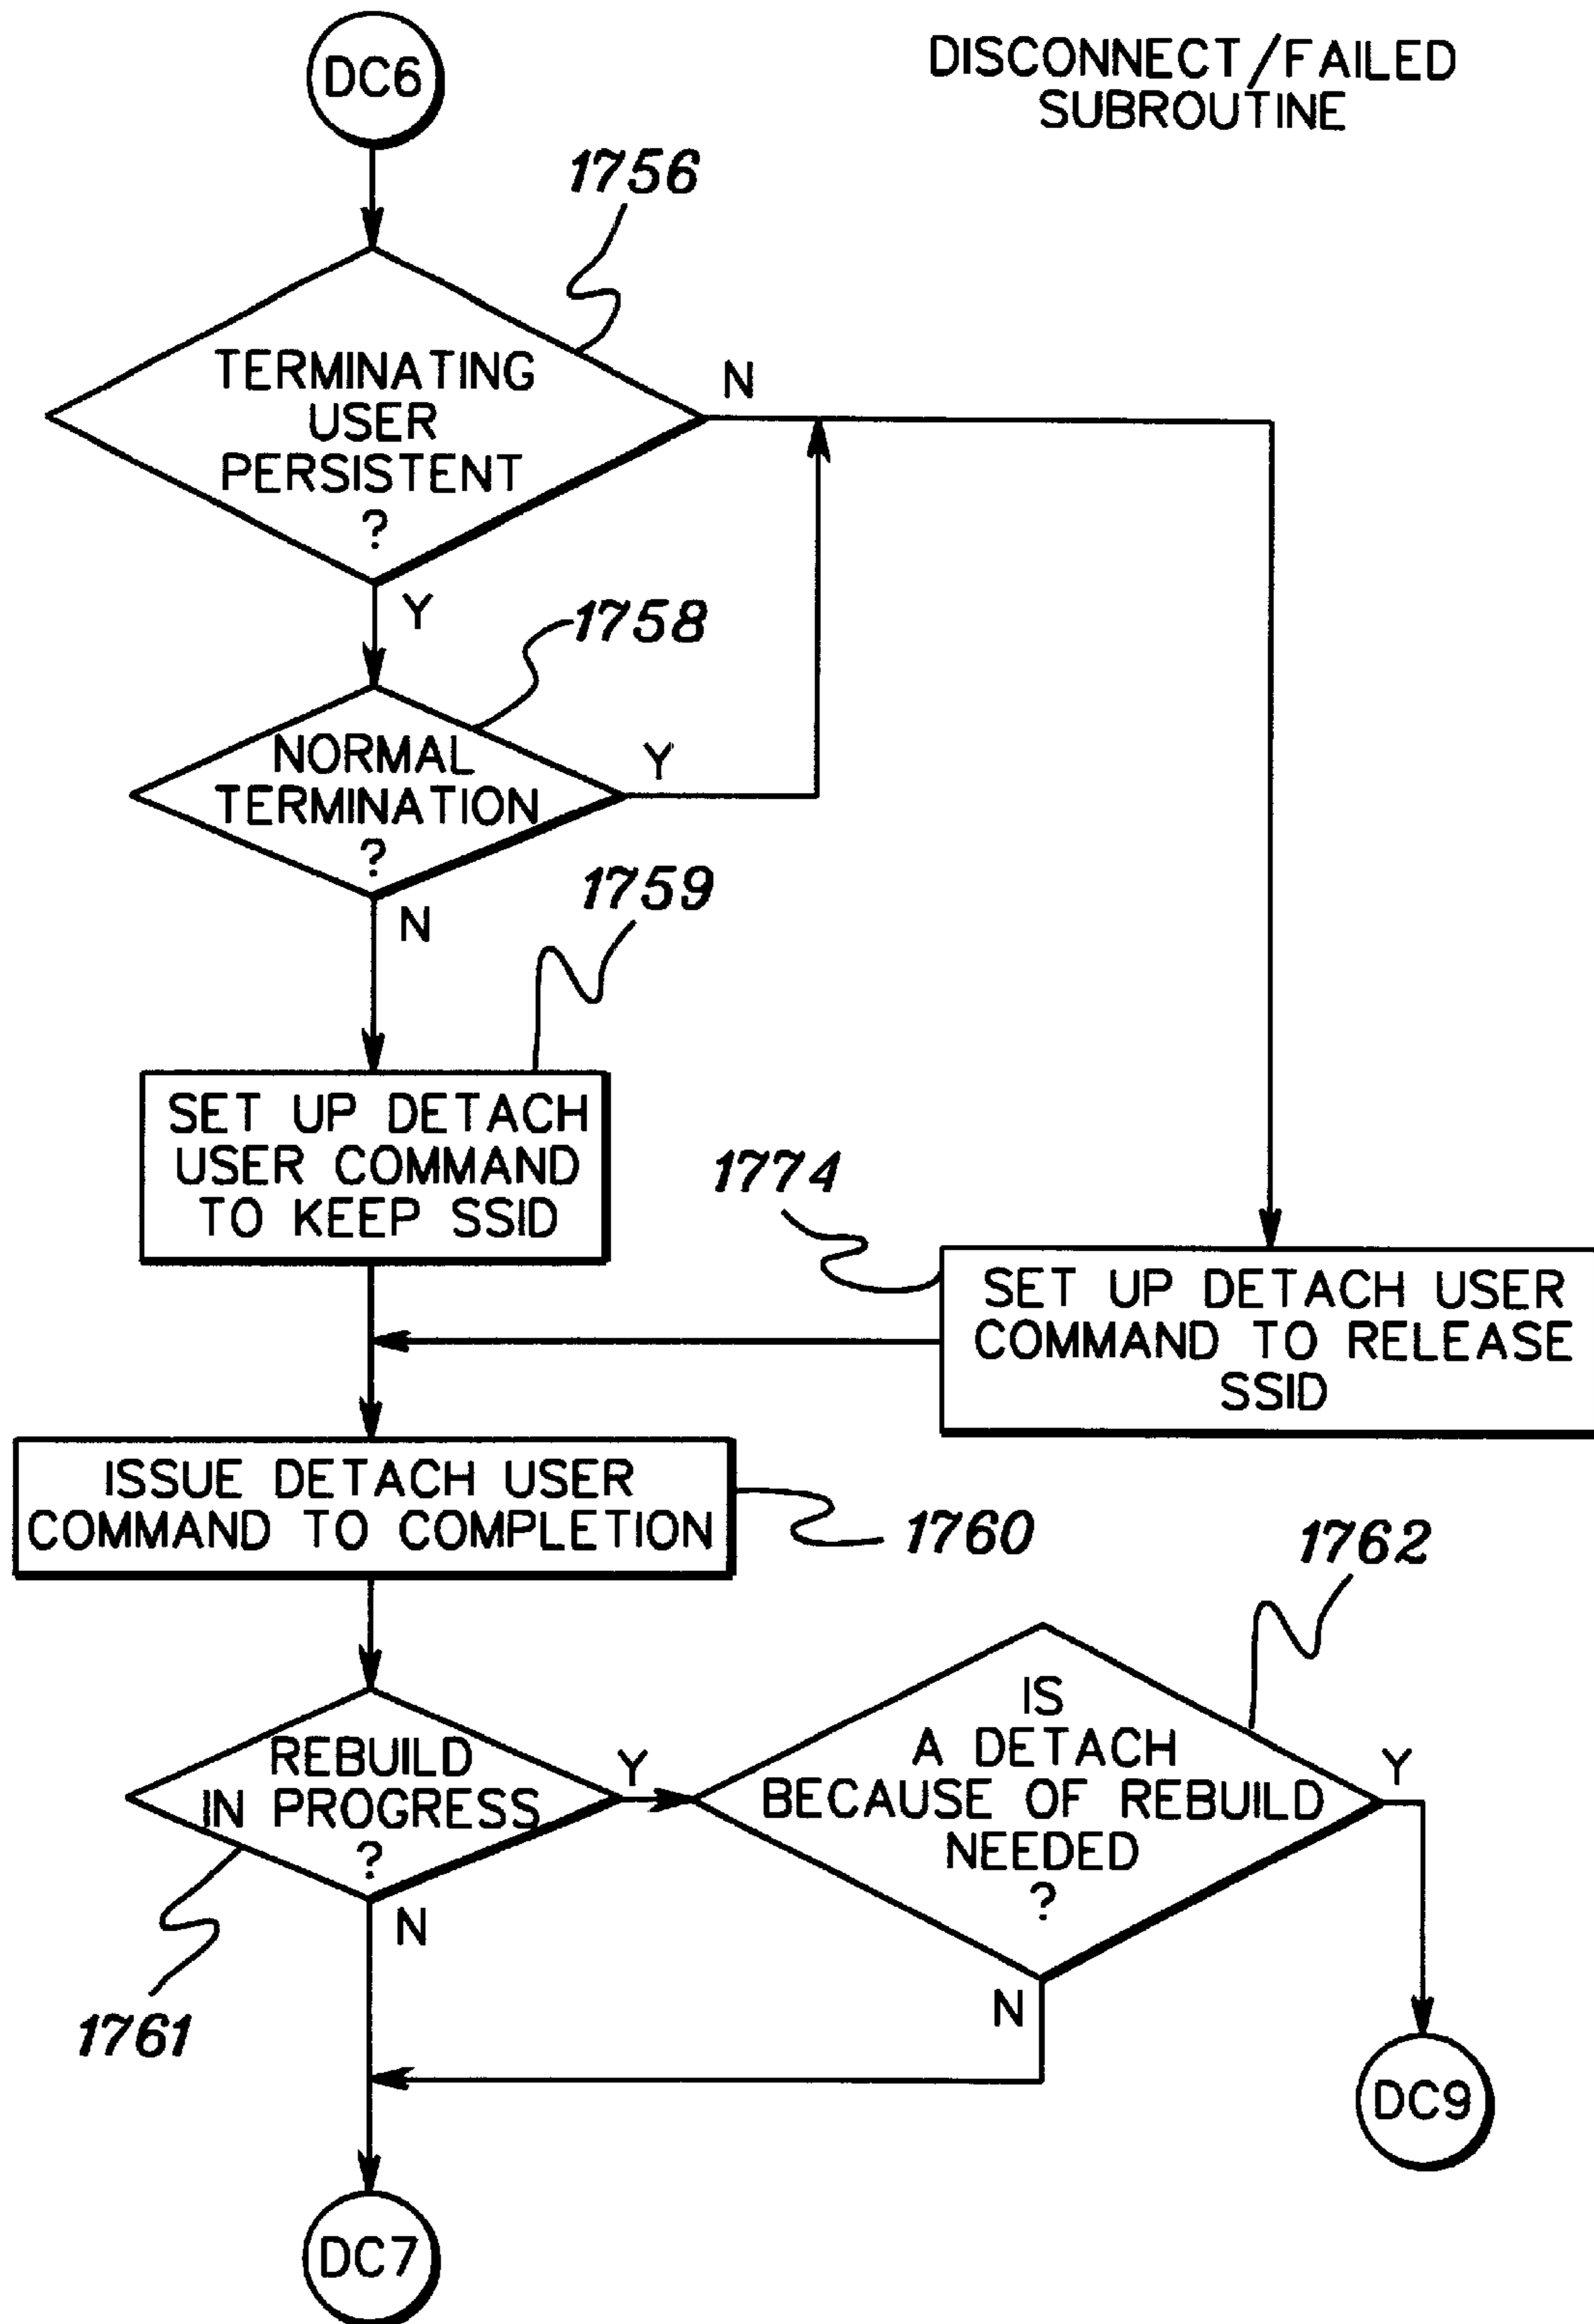 DC6
DISCONNECT/FAILED
SUBROUTINE
1756
TERMINATING
USER
PERSISTENT
?
N
Y
1758
NORMAL
TERMINATION
?
Y
N
1759
SET UP DETACH
USER COMMAND
TO KEEP SSID
1774
SET UP DETACH USER
COMMAND TO RELEASE
SSID
ISSUE DETACH USER
COMMAND TO COMPLETION
1760
1762
REBUILD
IN PROGRESS
?
Y
N
1761
IS
A DETACH
BECAUSE OF REBUILD
NEEDED
?
Y
N
DC9
DC7